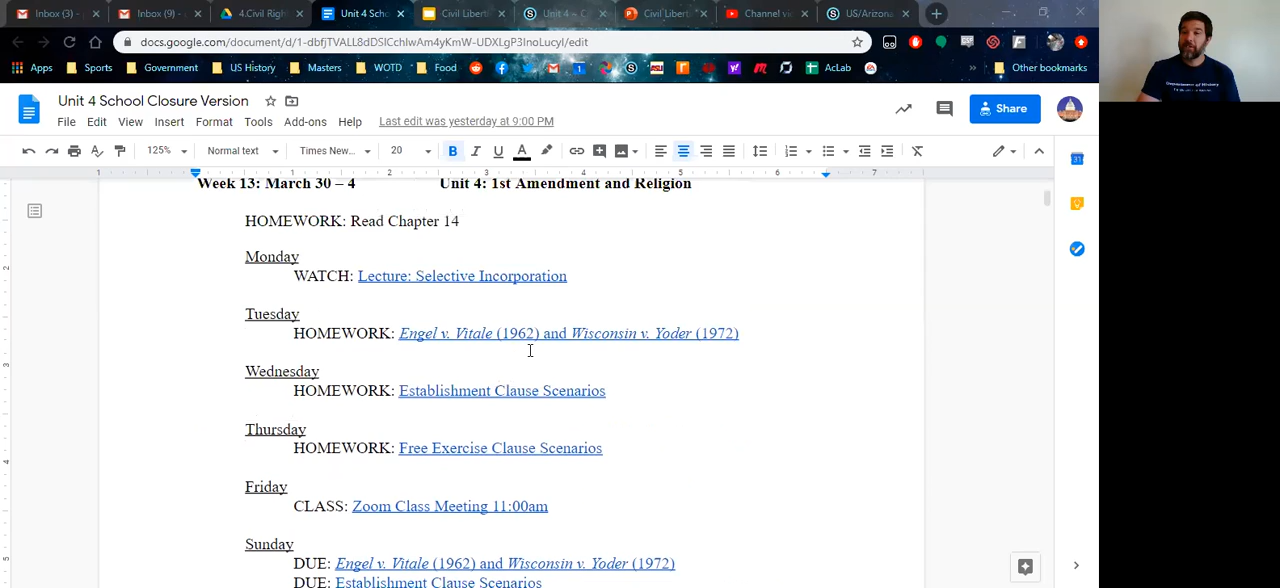 Inbox (3) -
Inbox (9) -
4.Civil Righ
Unit 4 Scho
Civil Libert
Unit 4 ~ C
Civil Libert
Channel vi
US/Arizona
docs.google.com/document/d/1-dbfjTVALL8dDSlCchlwAm4yKmW-UDXLgP3InoLucyI/edit
Apps Sports Government US History Masters WOTD Food AcLab Other bookmarks
Unit 4 School Closure Version
File Edit View Insert Format Tools Add-ons Help Last edit was yesterday at 9:00 PM
Share
125% Normal text Times New... 20
Week 13: March 30 – 4 Unit 4: 1st Amendment and Religion
HOMEWORK: Read Chapter 14
Monday
WATCH: Lecture: Selective Incorporation
Tuesday
HOMEWORK: Engel v. Vitale (1962) and Wisconsin v. Yoder (1972)
Wednesday
HOMEWORK: Establishment Clause Scenarios
Thursday
HOMEWORK: Free Exercise Clause Scenarios
Friday
CLASS: Zoom Class Meeting 11:00am
Sunday
DUE: Engel v. Vitale (1962) and Wisconsin v. Yoder (1972)
DUE: Establishment Clause Scenarios